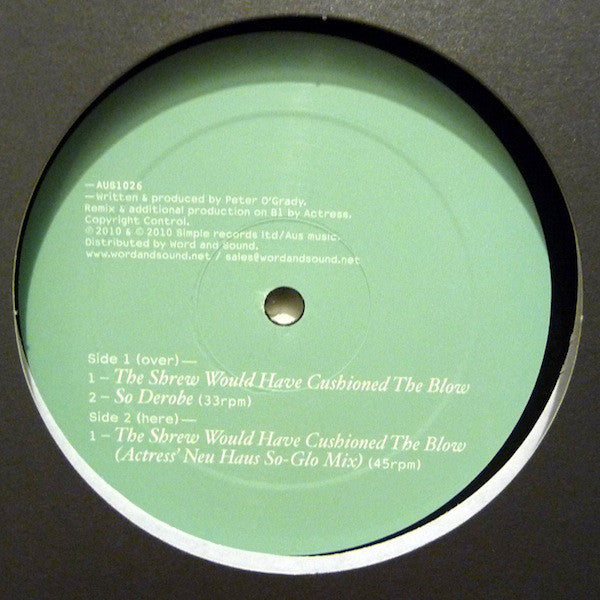 —AUS1026
—Written & produced by Peter O'Grady.
Remix & additional production on B1 by Actress.
Copyright Control.
℗ 2010 & © 2010 Simple records ltd/Aus music.
Distributed by Word and Sound.
www.wordandsound.net / sales@wordandsound.net
Side 1 (over)—
1 – The Shrew Would Have Cushioned The Blow
2 – So Derobe (33rpm)
Side 2 (here)—
1 – The Shrew Would Have Cushioned The Blow
(Actress' Neu Haus So-Glo Mix) (45rpm)